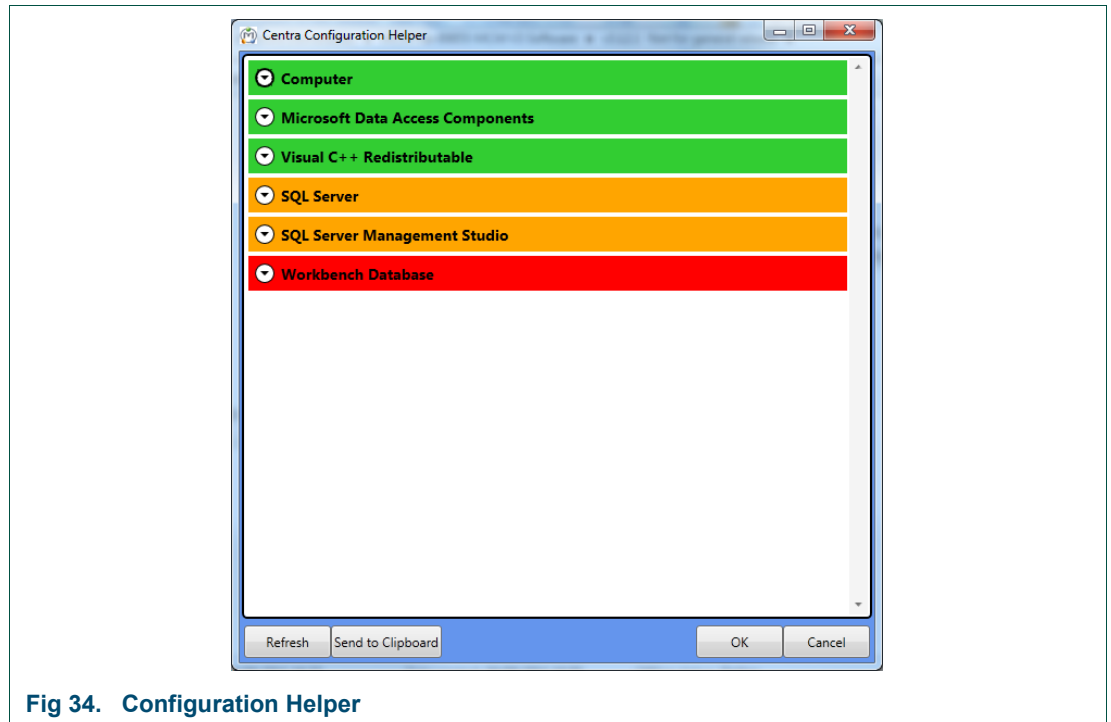 Centra Configuration Helper
Computer
Microsoft Data Access Components
Visual C++ Redistributable
SQL Server
SQL Server Management Studio
Workbench Database
Refresh Send to Clipboard OK Cancel
Fig 34. Configuration Helper